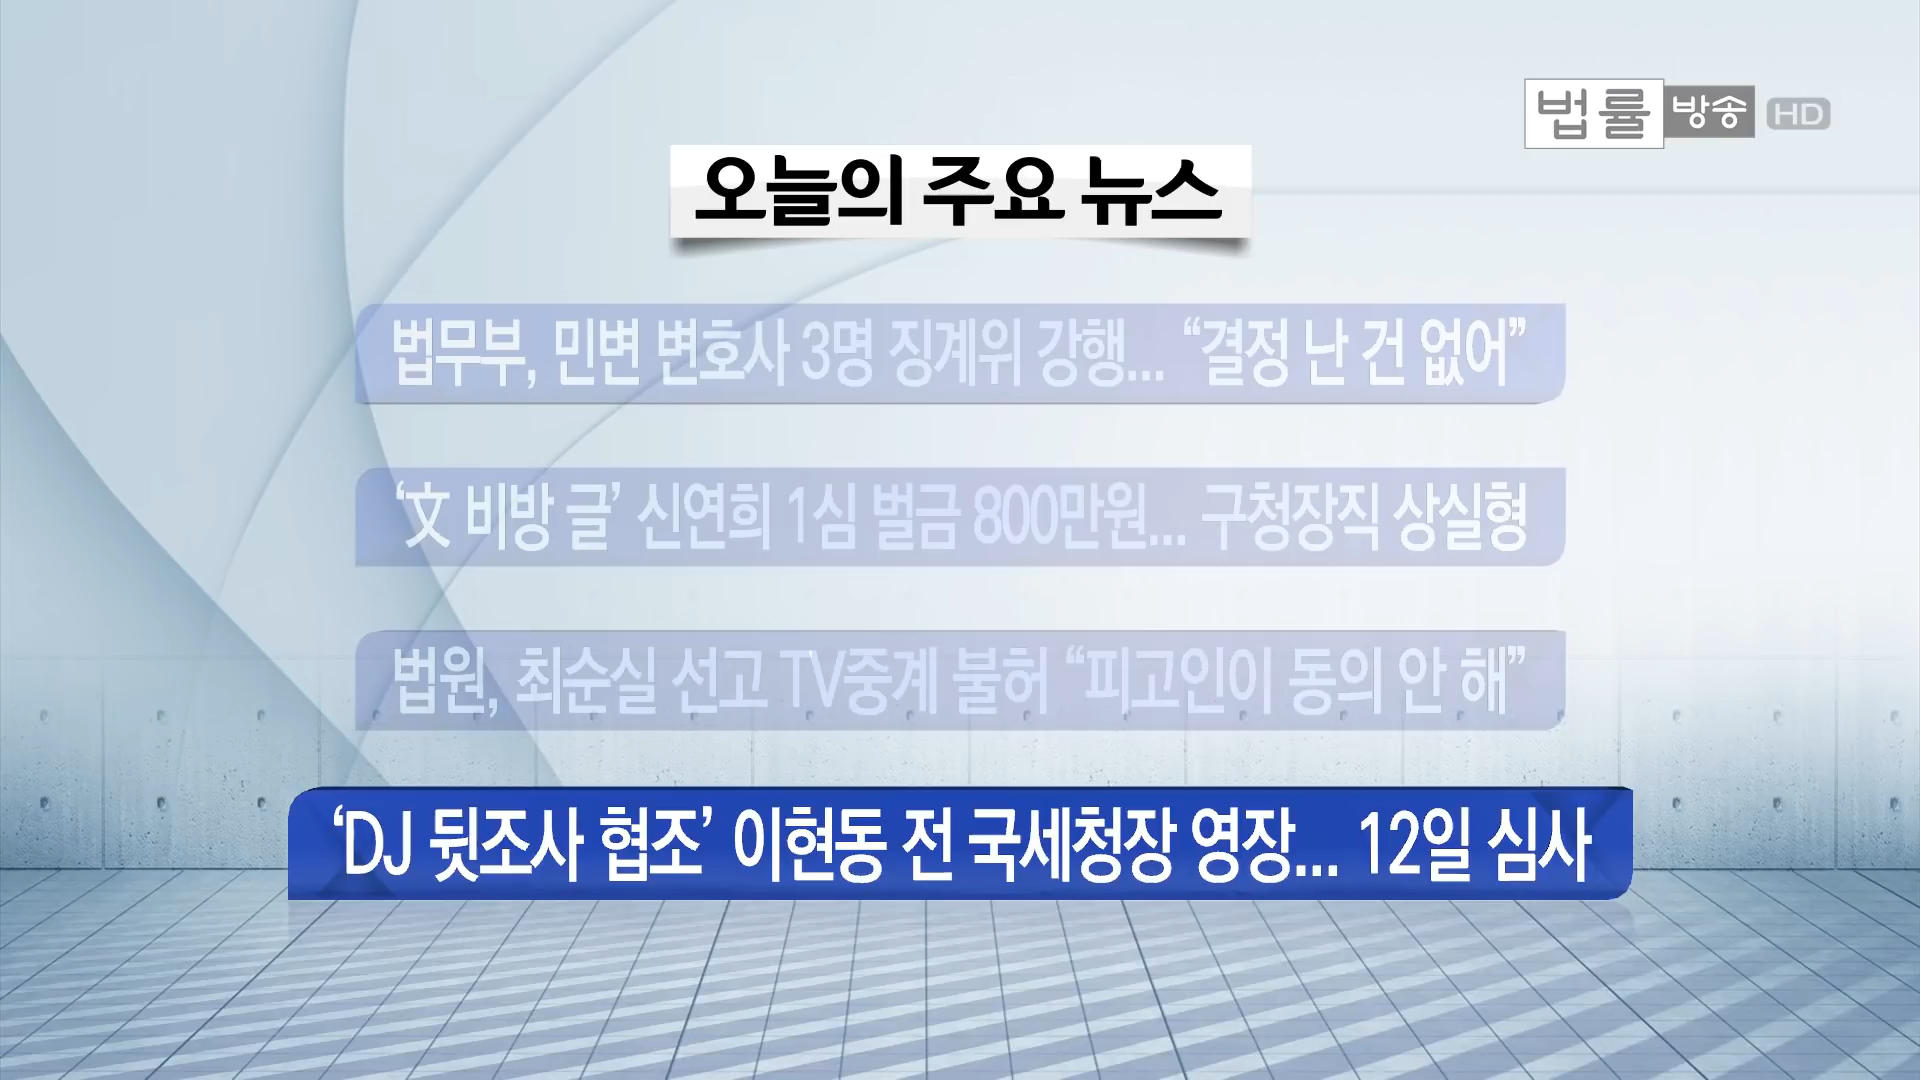 법률방송 HD
오늘의 주요 뉴스
법무부, 민변 변호사 3명 징계위 강행... “결정 난 건 없어”
‘文 비방 글’ 신연희 1심 벌금 800만원... 구청장직 상실형
법원, 최순실 선고 TV중계 불허 “피고인이 동의 안 해”
‘DJ 뒷조사 협조’ 이현동 전 국세청장 영장... 12일 심사